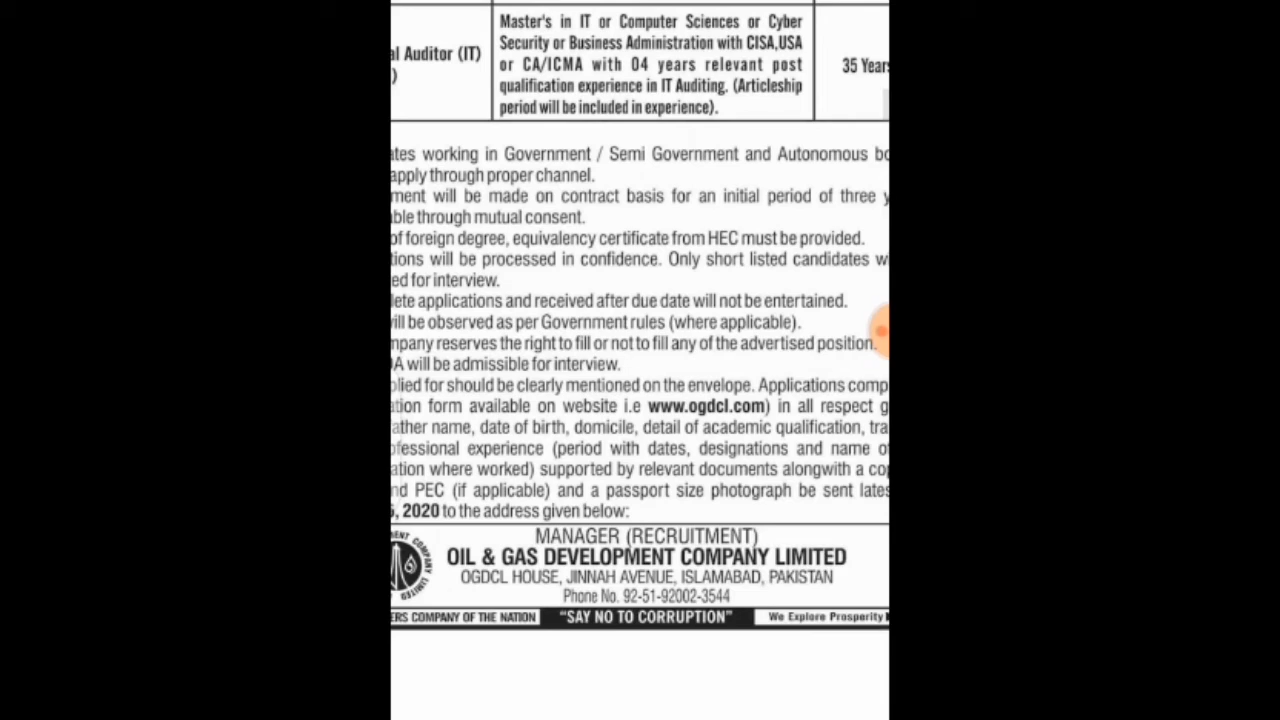 Master's in IT or Computer Sciences or Cyber
Security or Business Administration with CISA,USA
al Auditor (IT)
or CA/ICMA with 04 years relevant post
35 Years
)
qualification experience in IT Auditing. (Articleship
period will be included in experience).
ates working in Government / Semi Government and Autonomous bo
apply through proper channel.
ment will be made on contract basis for an initial period of three y
ble through mutual consent.
of foreign degree, equivalency certificate from HEC must be provided.
tions will be processed in confidence. Only short listed candidates w
ed for interview.
lete applications and received after due date will not be entertained.
vill be observed as per Government rules (where applicable).
mpany reserves the right to fill or not to fill any of the advertised position.
DA will be admissible for interview.
plied for should be clearly mentioned on the envelope. Applications comp
ation form available on website i.e www.ogdcl.com) in all respect g
ather name, date of birth, domicile, detail of academic qualification, tra
ofessional experience (period with dates, designations and name of
ation where worked) supported by relevant documents alongwith a cop
nd PEC (if applicable) and a passport size photograph be sent lates
, 2020 to the address given below:
MENT COMPANY LIMITED
MANAGER (RECRUITMENT)
OIL & GAS DEVELOPMENT COMPANY LIMITED
OGDCL HOUSE, JINNAH AVENUE, ISLAMABAD, PAKISTAN
Phone No. 92-51-92002-3544
ERS COMPANY OF THE NATION
"SAY NO TO CORRUPTION"
We Explore Prosperity